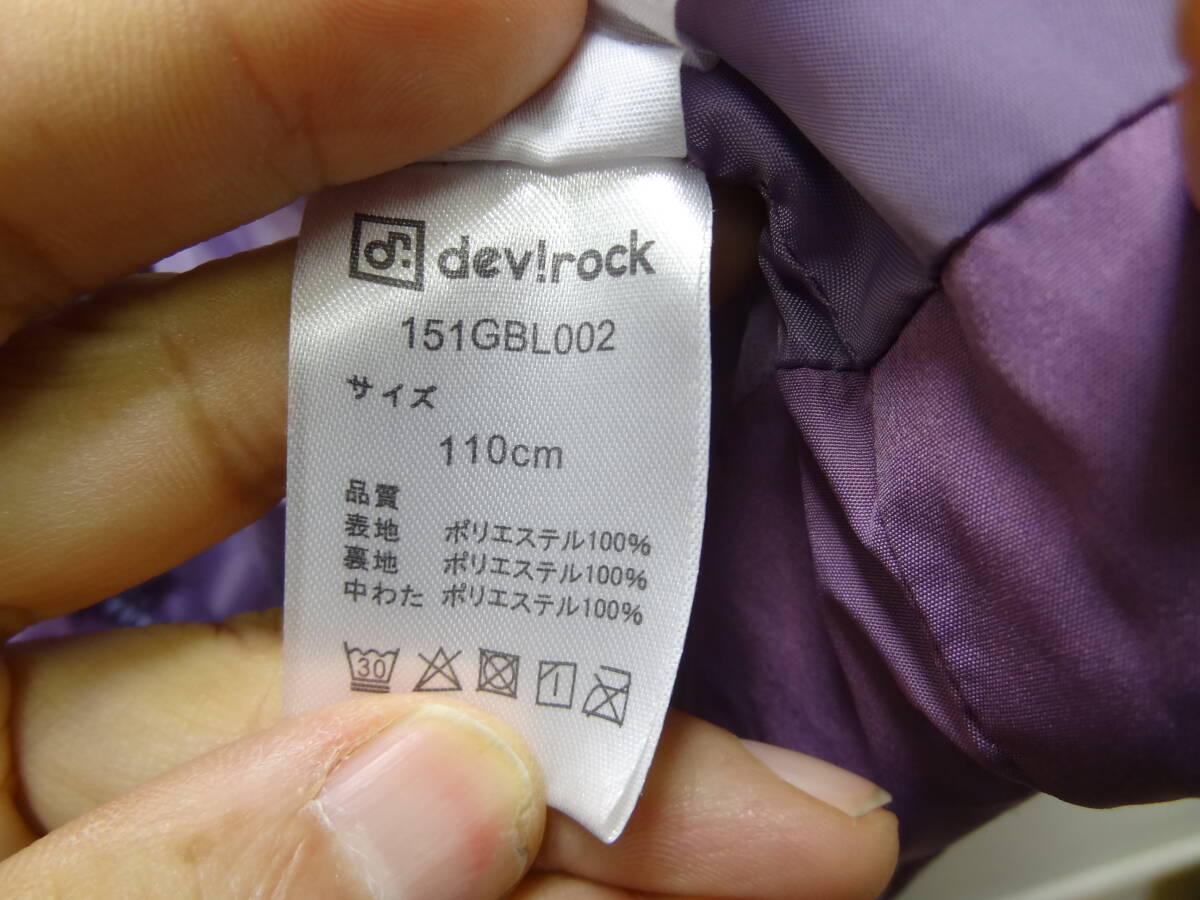 dev!rock
151GBL002
サイズ
110cm
品質
表地 ポリエステル100%
裏地 ポリエステル100%
中わた ポリエステル100%
30